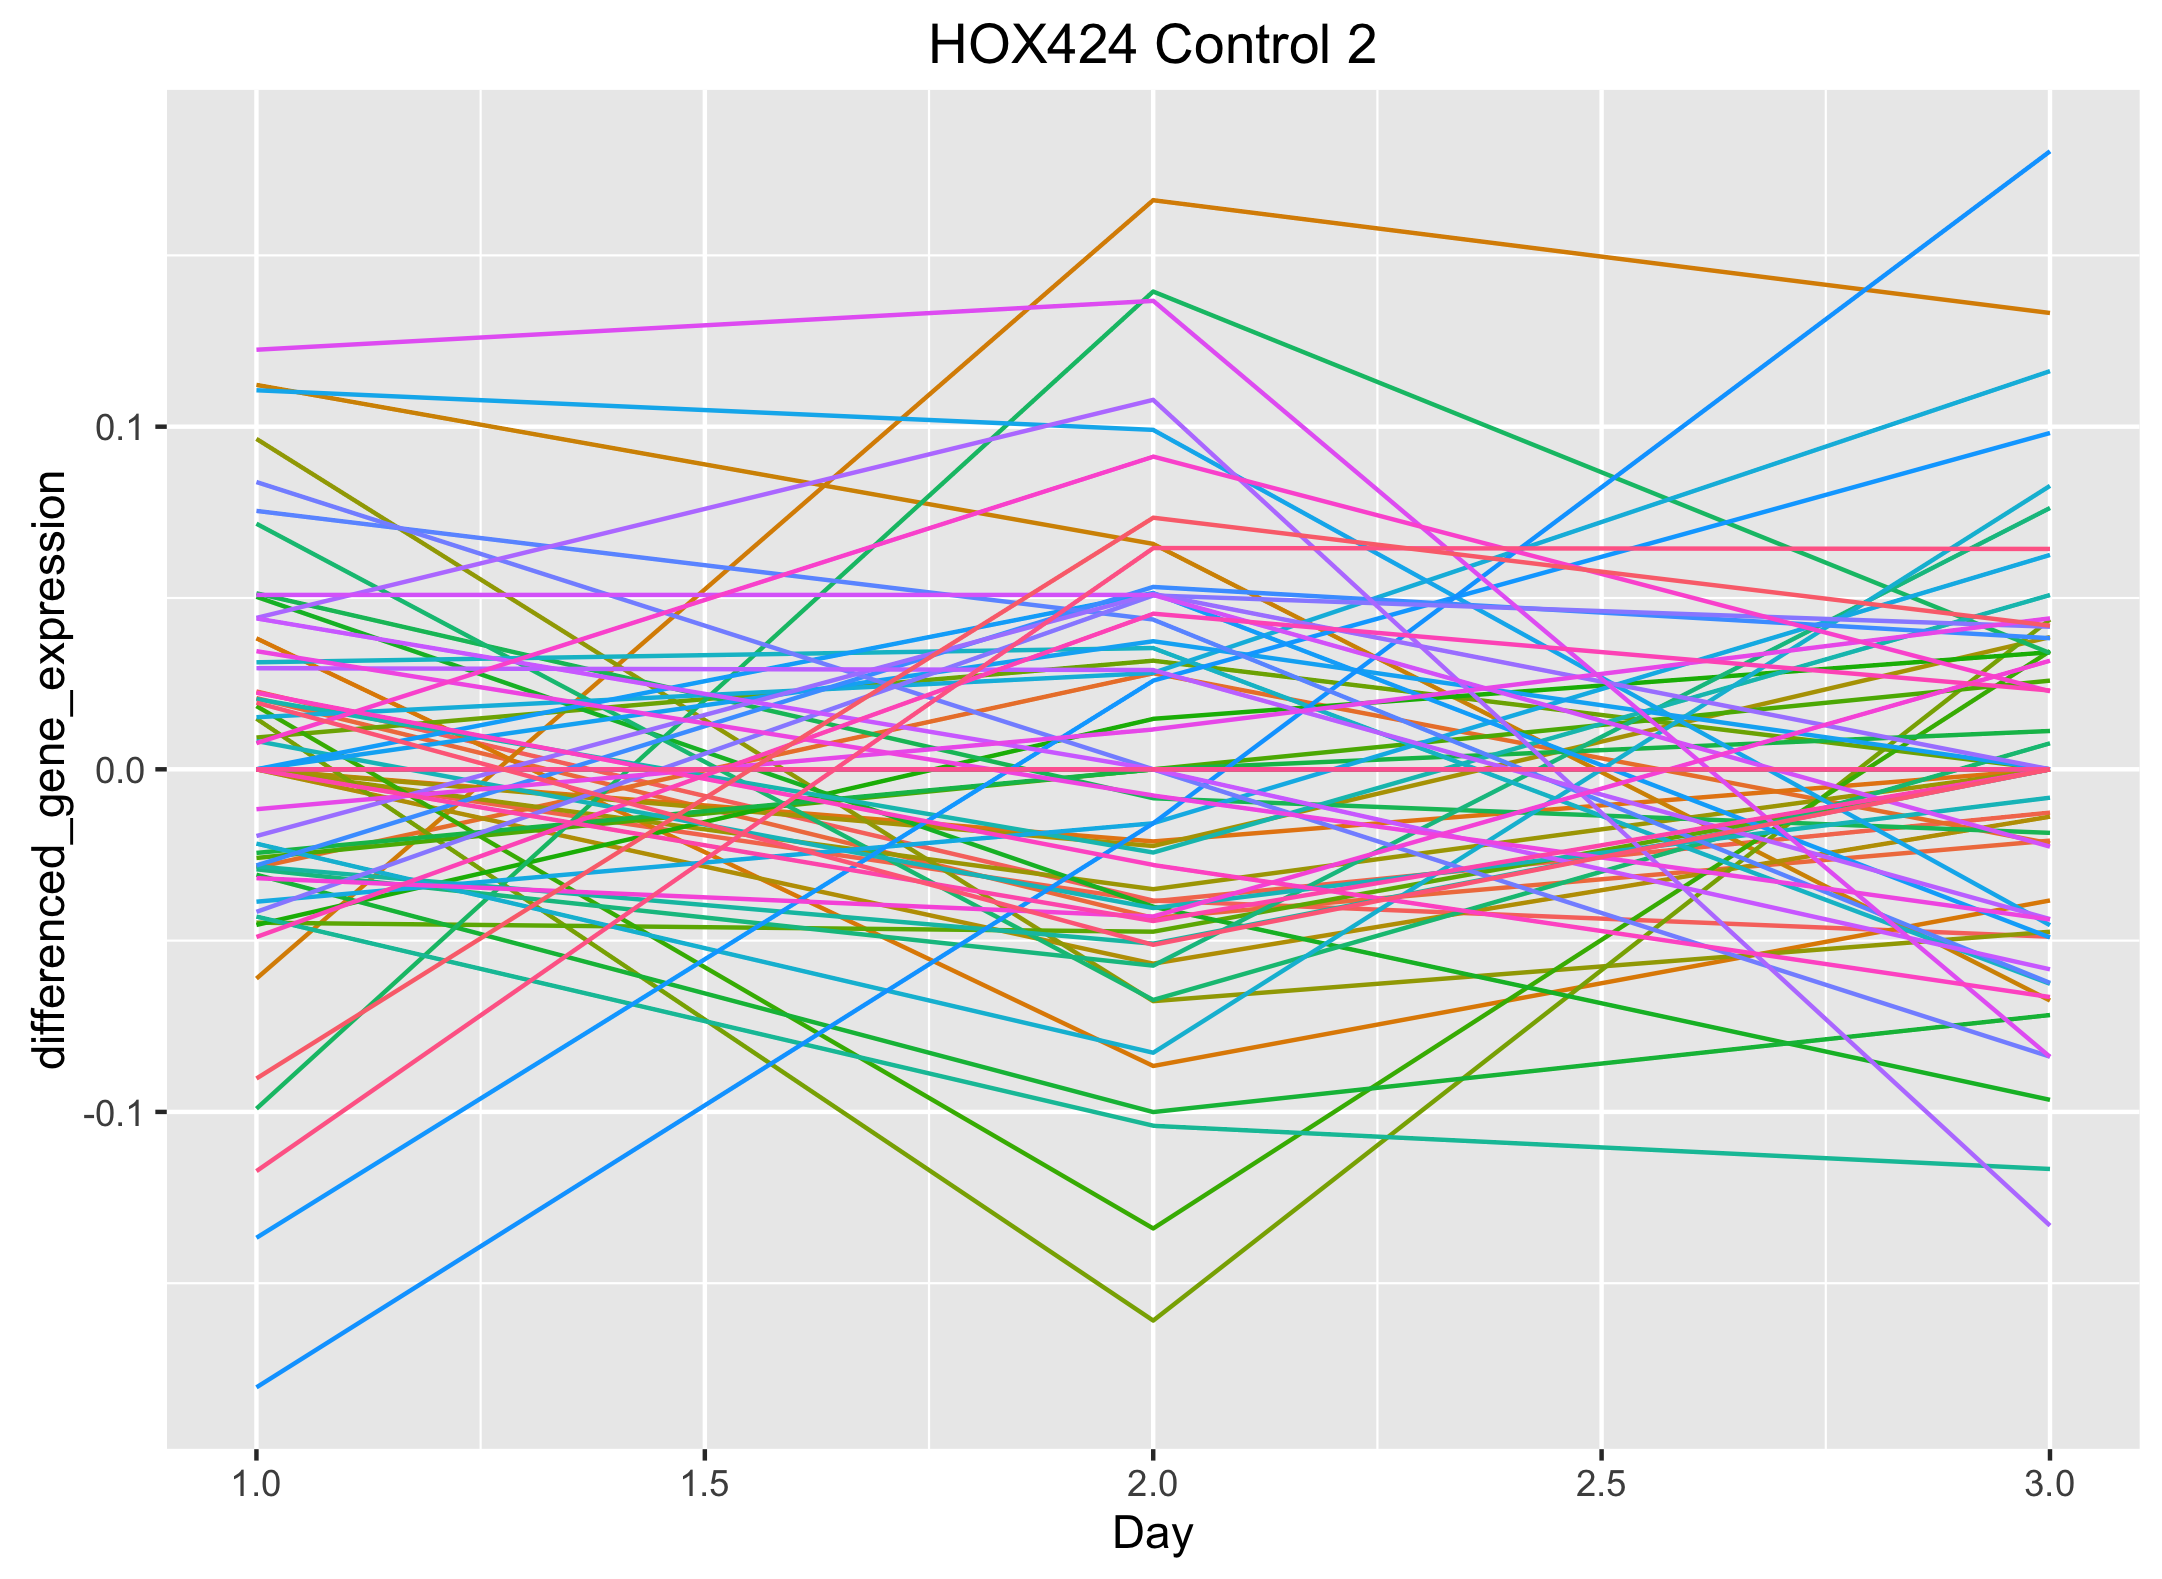 HOX424 Control 2
differenced_gene_expression
0.1
0.0
-0.1
1.0 1.5 2.0 2.5 3.0
Day